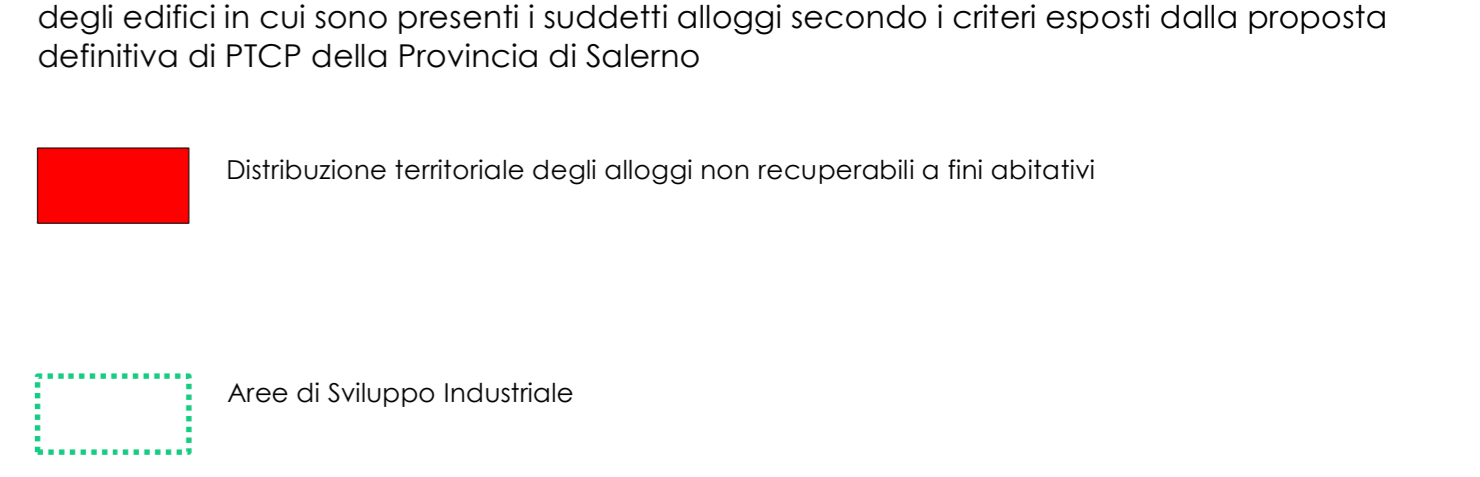 degli edifici in cui sono presenti i suddetti alloggi secondo i criteri esposti dalla proposta
definitiva di PTCP della Provincia di Salerno
Distribuzione territoriale degli alloggi non recuperabili a fini abitativi
Aree di Sviluppo Industriale